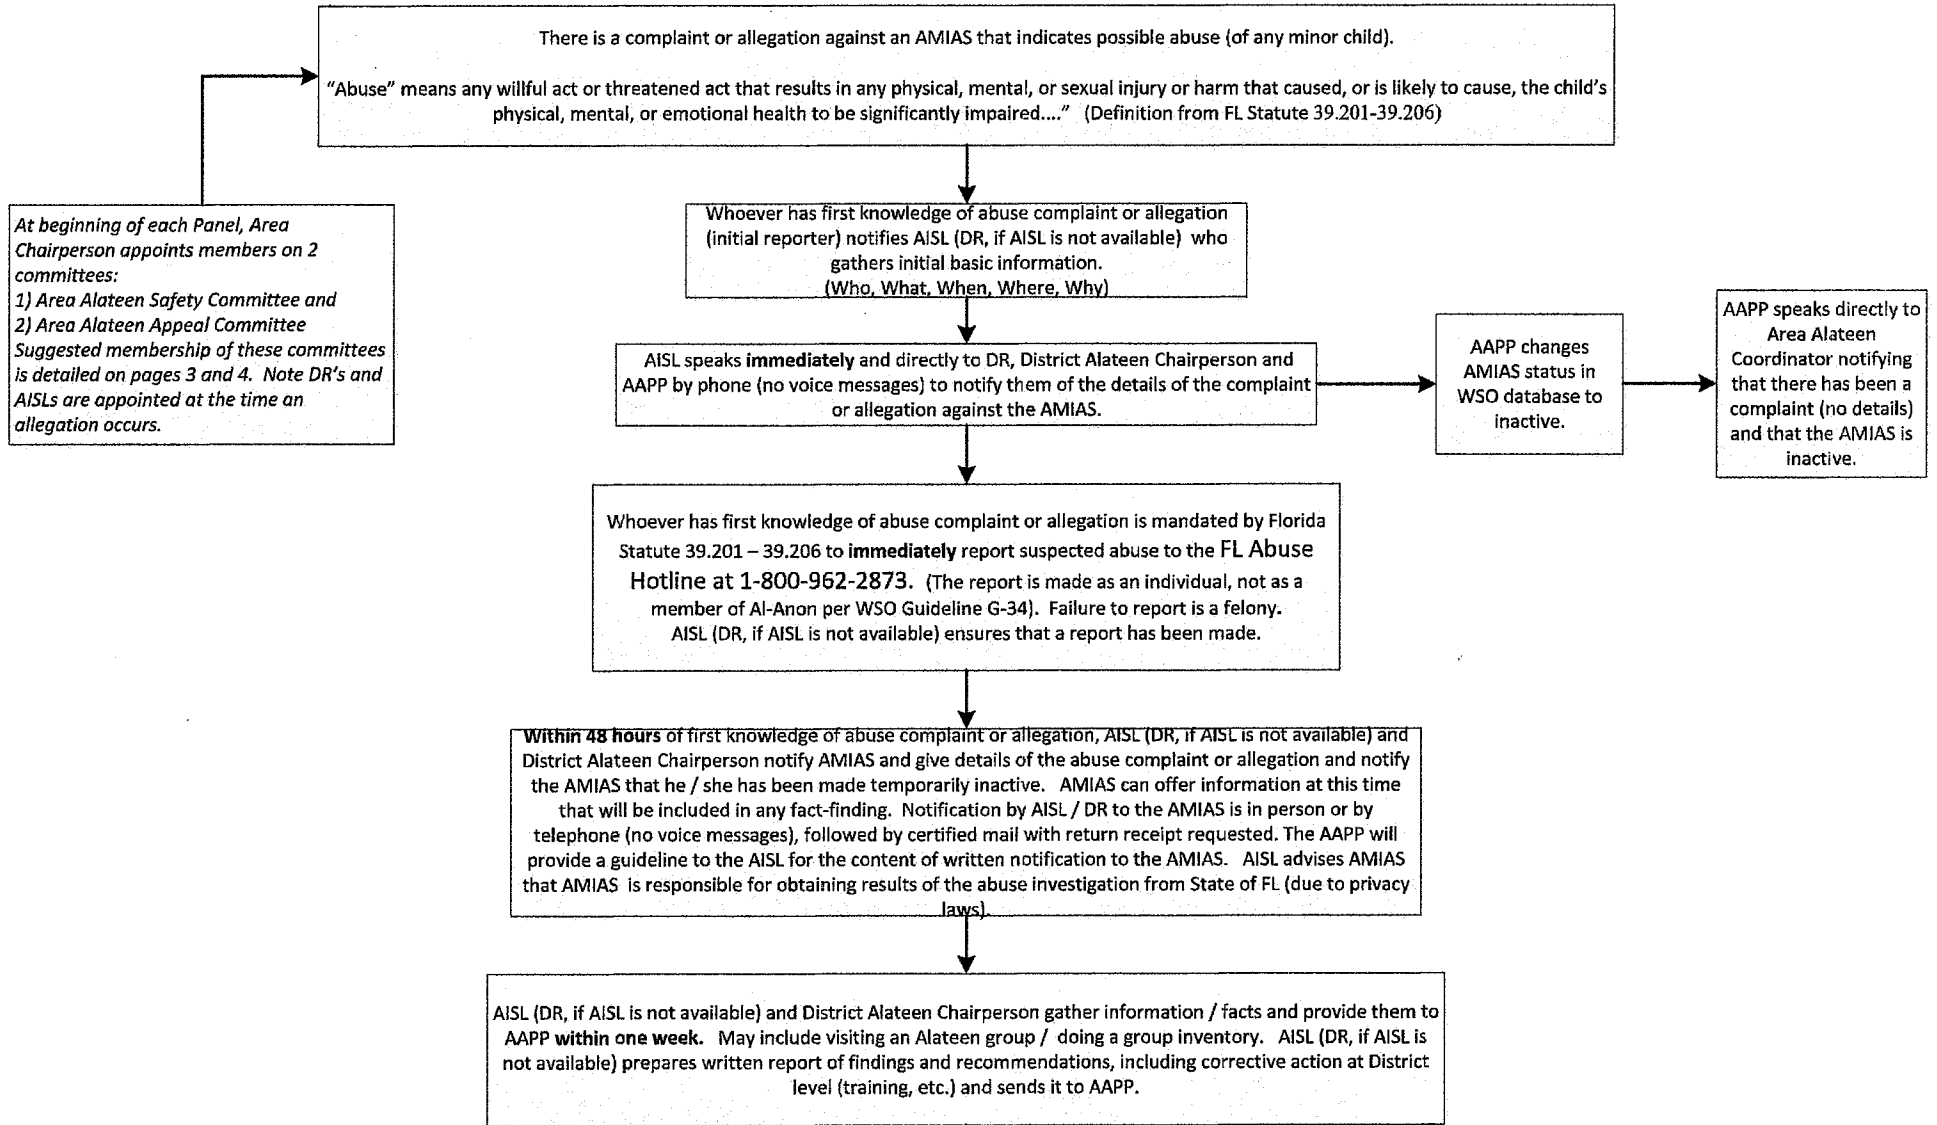 There is a complaint or allegation against an AMIAS that indicates possible abuse (of any minor child).
“Abuse” means any willful act or threatened act that results in any physical, mental, or sexual injury or harm that caused, or is likely to cause, the child’s
physical, mental, or emotional health to be significantly impaired....” (Definition from FL Statute 39.201-39.206)
At beginning of each Panel, Area
Chairperson appoints members on 2
committees:
1) Area Alateen Safety Committee and
2) Area Alateen Appeal Committee
Suggested membership of these committees
is detailed on pages 3 and 4. Note DR's and
AISLs are appointed at the time an
allegation occurs.
Whoever has first knowledge of abuse complaint or allegation
(initial reporter) notifies AISL (DR, if AISL is not available) who
gathers initial basic information.
(Who, What, When, Where, Why)
AISL speaks immediately and directly to DR, District Alateen Chairperson and
AAPP by phone (no voice messages) to notify them of the details of the complaint
or allegation against the AMIAS.
AAPP changes
AMIAS status in
WSO database to
inactive.
AAPP speaks directly to
Area Alateen
Coordinator notifying
that there has been a
complaint (no details)
and that the AMIAS is
inactive.
Whoever has first knowledge of abuse complaint or allegation is mandated by Florida
Statute 39.201 – 39.206 to immediately report suspected abuse to the FL Abuse
Hotline at 1-800-962-2873. (The report is made as an individual, not as a
member of Al-Anon per WSO Guideline G-34). Failure to report is a felony.
AISL (DR, if AISL is not available) ensures that a report has been made.
Within 48 hours of first knowledge of abuse complaint or allegation, AISL (DR, if AISL is not available) and
District Alateen Chairperson notify AMIAS and give details of the abuse complaint or allegation and notify
the AMIAS that he / she has been made temporarily inactive. AMIAS can offer information at this time
that will be included in any fact-finding. Notification by AISL / DR to the AMIAS is in person or by
telephone (no voice messages), followed by certified mail with return receipt requested. The AAPP will
provide a guideline to the AISL for the content of written notification to the AMIAS. AISL advises AMIAS
that AMIAS is responsible for obtaining results of the abuse investigation from State of FL (due to privacy
laws).
AISL (DR, if AISL is not available) and District Alateen Chairperson gather information / facts and provide them to
AAPP within one week. May include visiting an Alateen group / doing a group inventory. AISL (DR, if AISL is
not available) prepares written report of findings and recommendations, including corrective action at District
level (training, etc.) and sends it to AAPP.